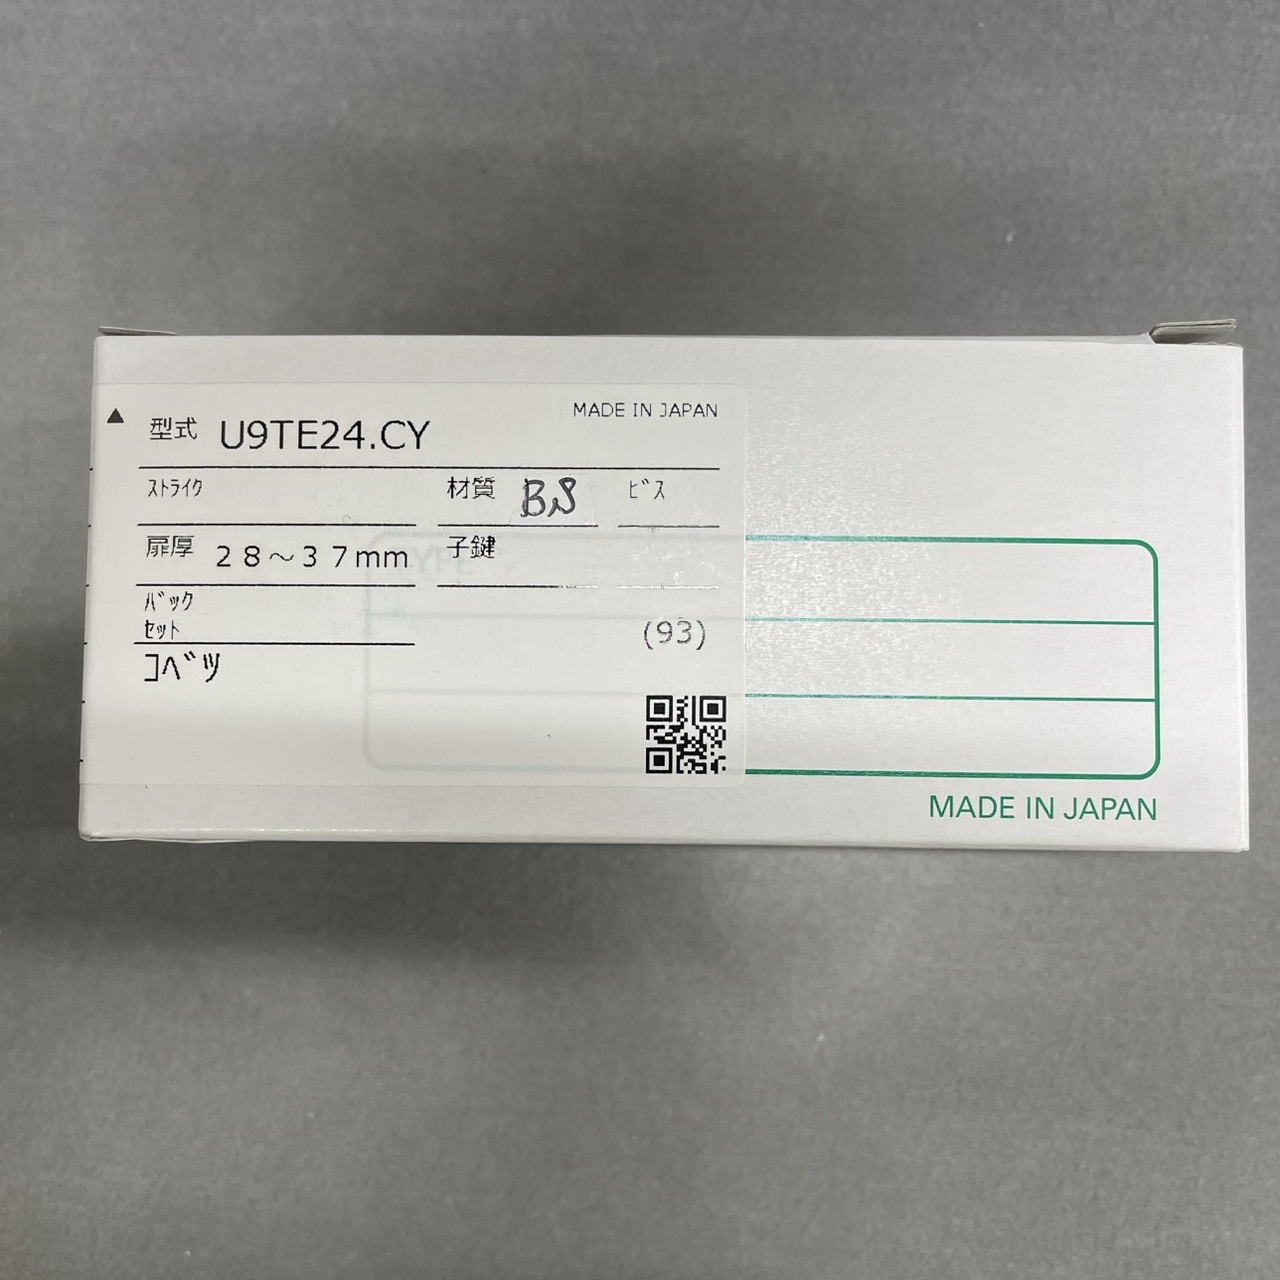 MADE IN JAPAN
▲ 型式 U9TE24.CY
ｽﾄﾗｲｸ 材質 BS ﾋﾞｽ
扉厚 ２８～３７mm 子鍵
ﾊﾞｯｸ
ｾｯﾄ
(93)
ｺﾍﾞﾂ
MADE IN JAPAN